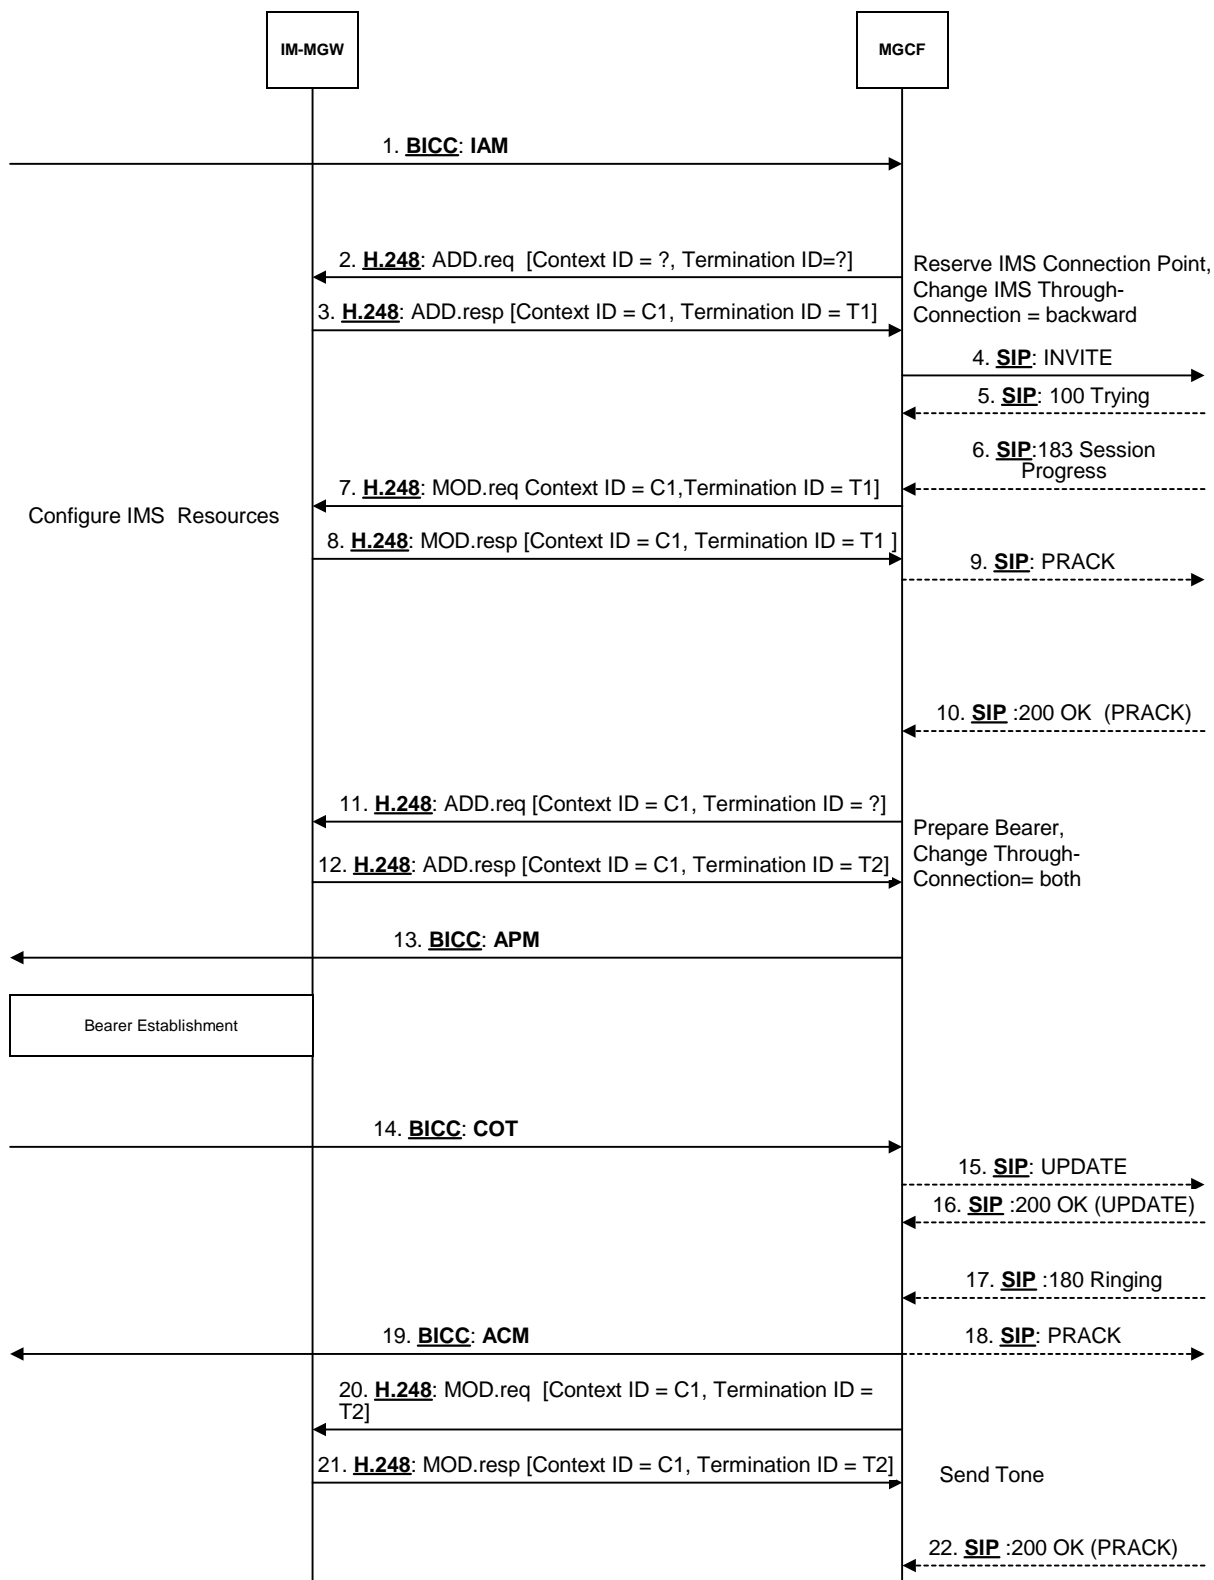 IM-MGW
MGCF
1. BICC: IAM
2. H.248: ADD.req [Context ID = ?, Termination ID=?]
Reserve IMS Connection Point,
Change IMS Through-
Connection = backward
3. H.248: ADD.resp [Context ID = C1, Termination ID = T1]
4. SIP: INVITE
5. SIP: 100 Trying
6. SIP:183 Session
Progress
7. H.248: MOD.req Context ID = C1,Termination ID = T1]
Configure IMS Resources
8. H.248: MOD.resp [Context ID = C1, Termination ID = T1 ]
9. SIP: PRACK
10. SIP :200 OK (PRACK)
11. H.248: ADD.req [Context ID = C1, Termination ID = ?]
Prepare Bearer,
Change Through-
Connection= both
12. H.248: ADD.resp [Context ID = C1, Termination ID = T2]
13. BICC: APM
Bearer Establishment
14. BICC: COT
15. SIP: UPDATE
16. SIP :200 OK (UPDATE)
17. SIP :180 Ringing
19. BICC: ACM
18. SIP: PRACK
20. H.248: MOD.req [Context ID = C1, Termination ID =
T2]
21. H.248: MOD.resp [Context ID = C1, Termination ID = T2]
Send Tone
22. SIP :200 OK (PRACK)